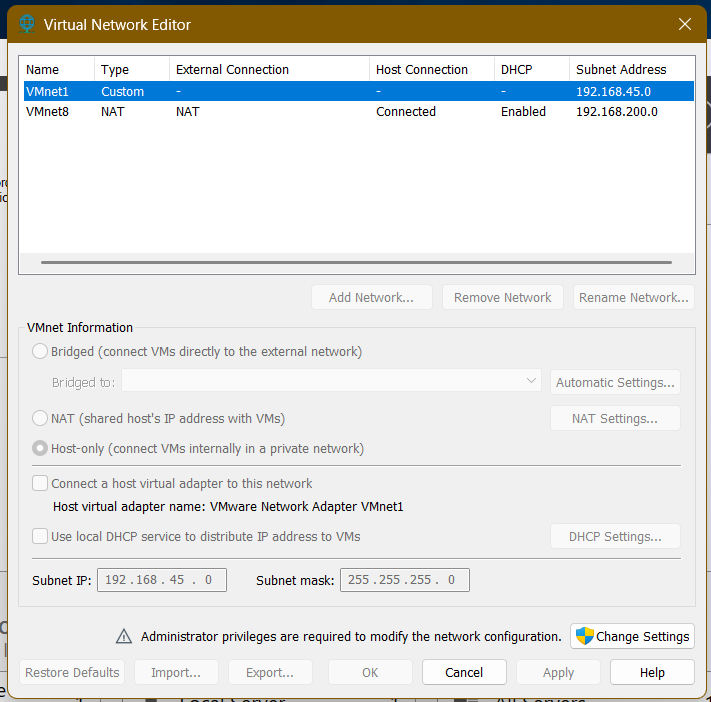 Virtual Network Editor
Name Type External Connection Host Connection DHCP Subnet Address
VMnet1 Custom - - - 192.168.45.0
VMnet8 NAT NAT Connected Enabled 192.168.200.0
Add Network... Remove Network Rename Network...
VMnet Information
Bridged (connect VMs directly to the external network)
Bridged to: Automatic Settings...
NAT (shared host's IP address with VMs) NAT Settings...
Host-only (connect VMs internally in a private network)
Connect a host virtual adapter to this network
Host virtual adapter name: VMware Network Adapter VMnet1
Use local DHCP service to distribute IP address to VMs DHCP Settings...
Subnet IP: 192 . 168 . 45 . 0 Subnet mask: 255 . 255 . 255 . 0
Administrator privileges are required to modify the network configuration. Change Settings
Restore Defaults Import... Export... OK Cancel Apply Help